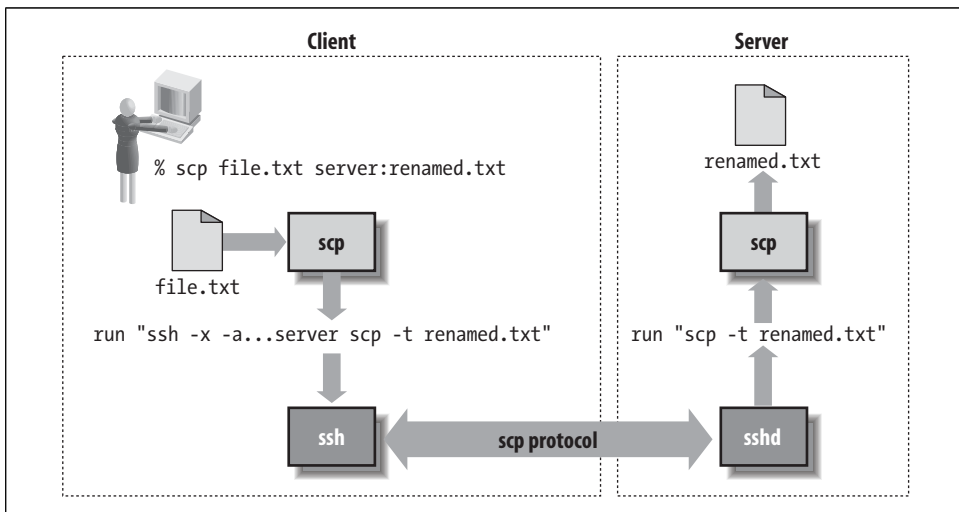 Client
Server
% scp file.txt server:renamed.txt
renamed.txt
scp
scp
file.txt
run "ssh -x -a...server scp -t renamed.txt"
run "scp -t renamed.txt"
ssh
scp protocol
sshd